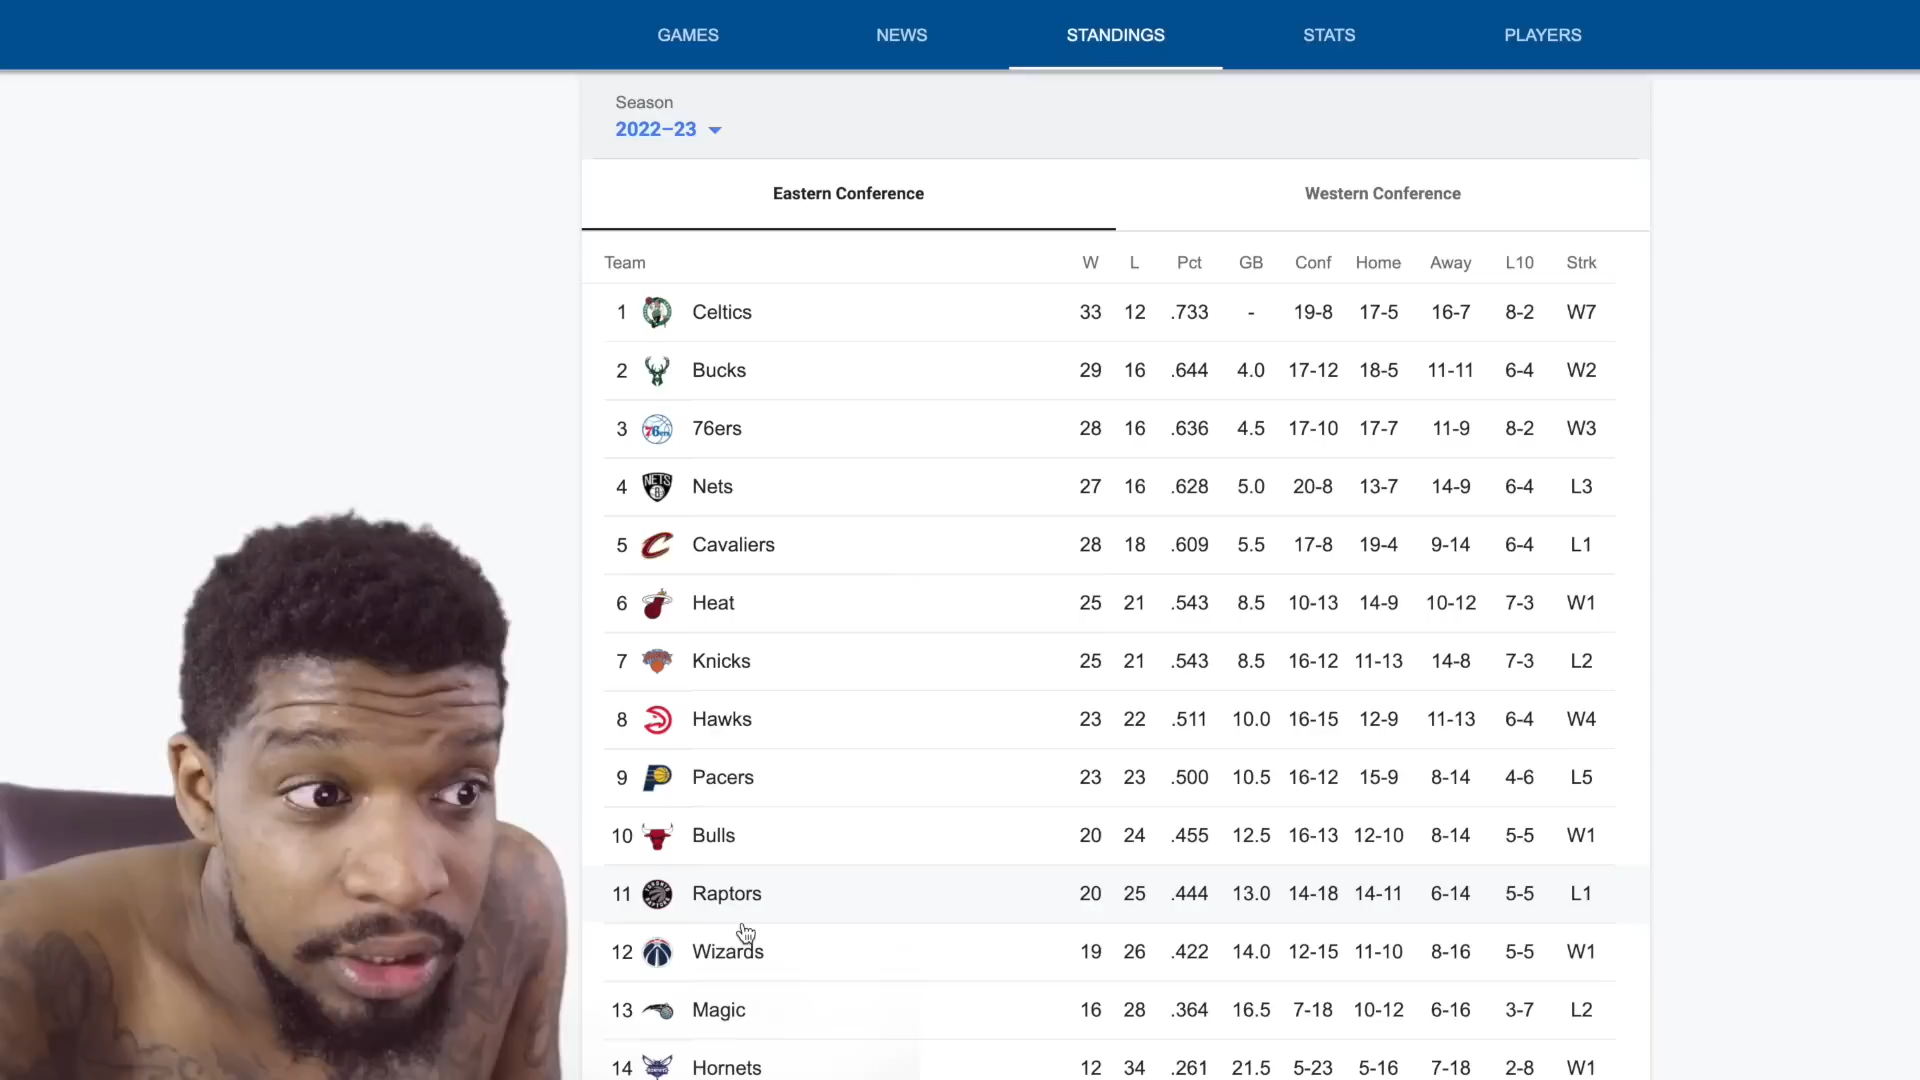 GAMES NEWS STANDINGS STATS PLAYERS
Season
2022–23
Eastern Conference Western Conference
Team W L Pct GB Conf Home Away L10 Strk
1 Celtics 33 12 .733 - 19-8 17-5 16-7 8-2 W7
2 Bucks 29 16 .644 4.0 17-12 18-5 11-11 6-4 W2
3 76ers 76ers 28 16 .636 4.5 17-10 17-7 11-9 8-2 W3
4 NETS Nets 27 16 .628 5.0 20-8 13-7 14-9 6-4 L3
5 Cavaliers 28 18 .609 5.5 17-8 19-4 9-14 6-4 L1
6 Heat 25 21 .543 8.5 10-13 14-9 10-12 7-3 W1
7 Knicks 25 21 .543 8.5 16-12 11-13 14-8 7-3 L2
8 Hawks 23 22 .511 10.0 16-15 12-9 11-13 6-4 W4
9 Pacers 23 23 .500 10.5 16-12 15-9 8-14 4-6 L5
10 Bulls 20 24 .455 12.5 16-13 12-10 8-14 5-5 W1
11 Raptors 20 25 .444 13.0 14-18 14-11 6-14 5-5 L1
12 Wizards 19 26 .422 14.0 12-15 11-10 8-16 5-5 W1
13 Magic 16 28 .364 16.5 7-18 10-12 6-16 3-7 L2
14 Hornets 12 34 .261 21.5 5-23 5-16 7-18 2-8 W1